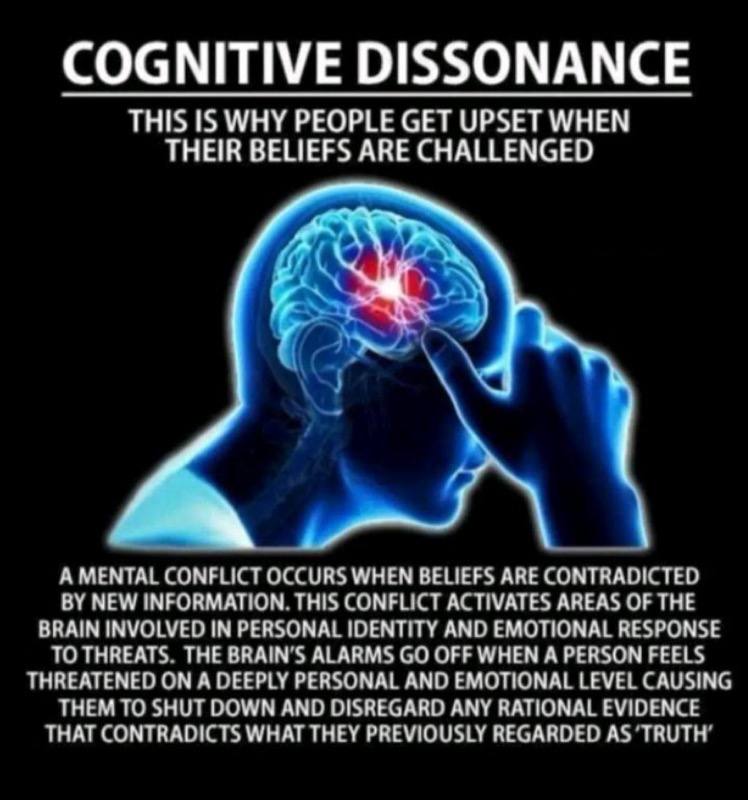 COGNITIVE DISSONANCE
THIS IS WHY PEOPLE GET UPSET WHEN
THEIR BELIEFS ARE CHALLENGED
A MENTAL CONFLICT OCCURS WHEN BELIEFS ARE CONTRADICTED
BY NEW INFORMATION. THIS CONFLICT ACTIVATES AREAS OF THE
BRAIN INVOLVED IN PERSONAL IDENTITY AND EMOTIONAL RESPONSE
TO THREATS. THE BRAIN'S ALARMS GO OFF WHEN A PERSON FEELS
THREATENED ON A DEEPLY PERSONAL AND EMOTIONAL LEVEL CAUSING
THEM TO SHUT DOWN AND DISREGARD ANY RATIONAL EVIDENCE
THAT CONTRADICTS WHAT THEY PREVIOUSLY REGARDED AS 'TRUTH'